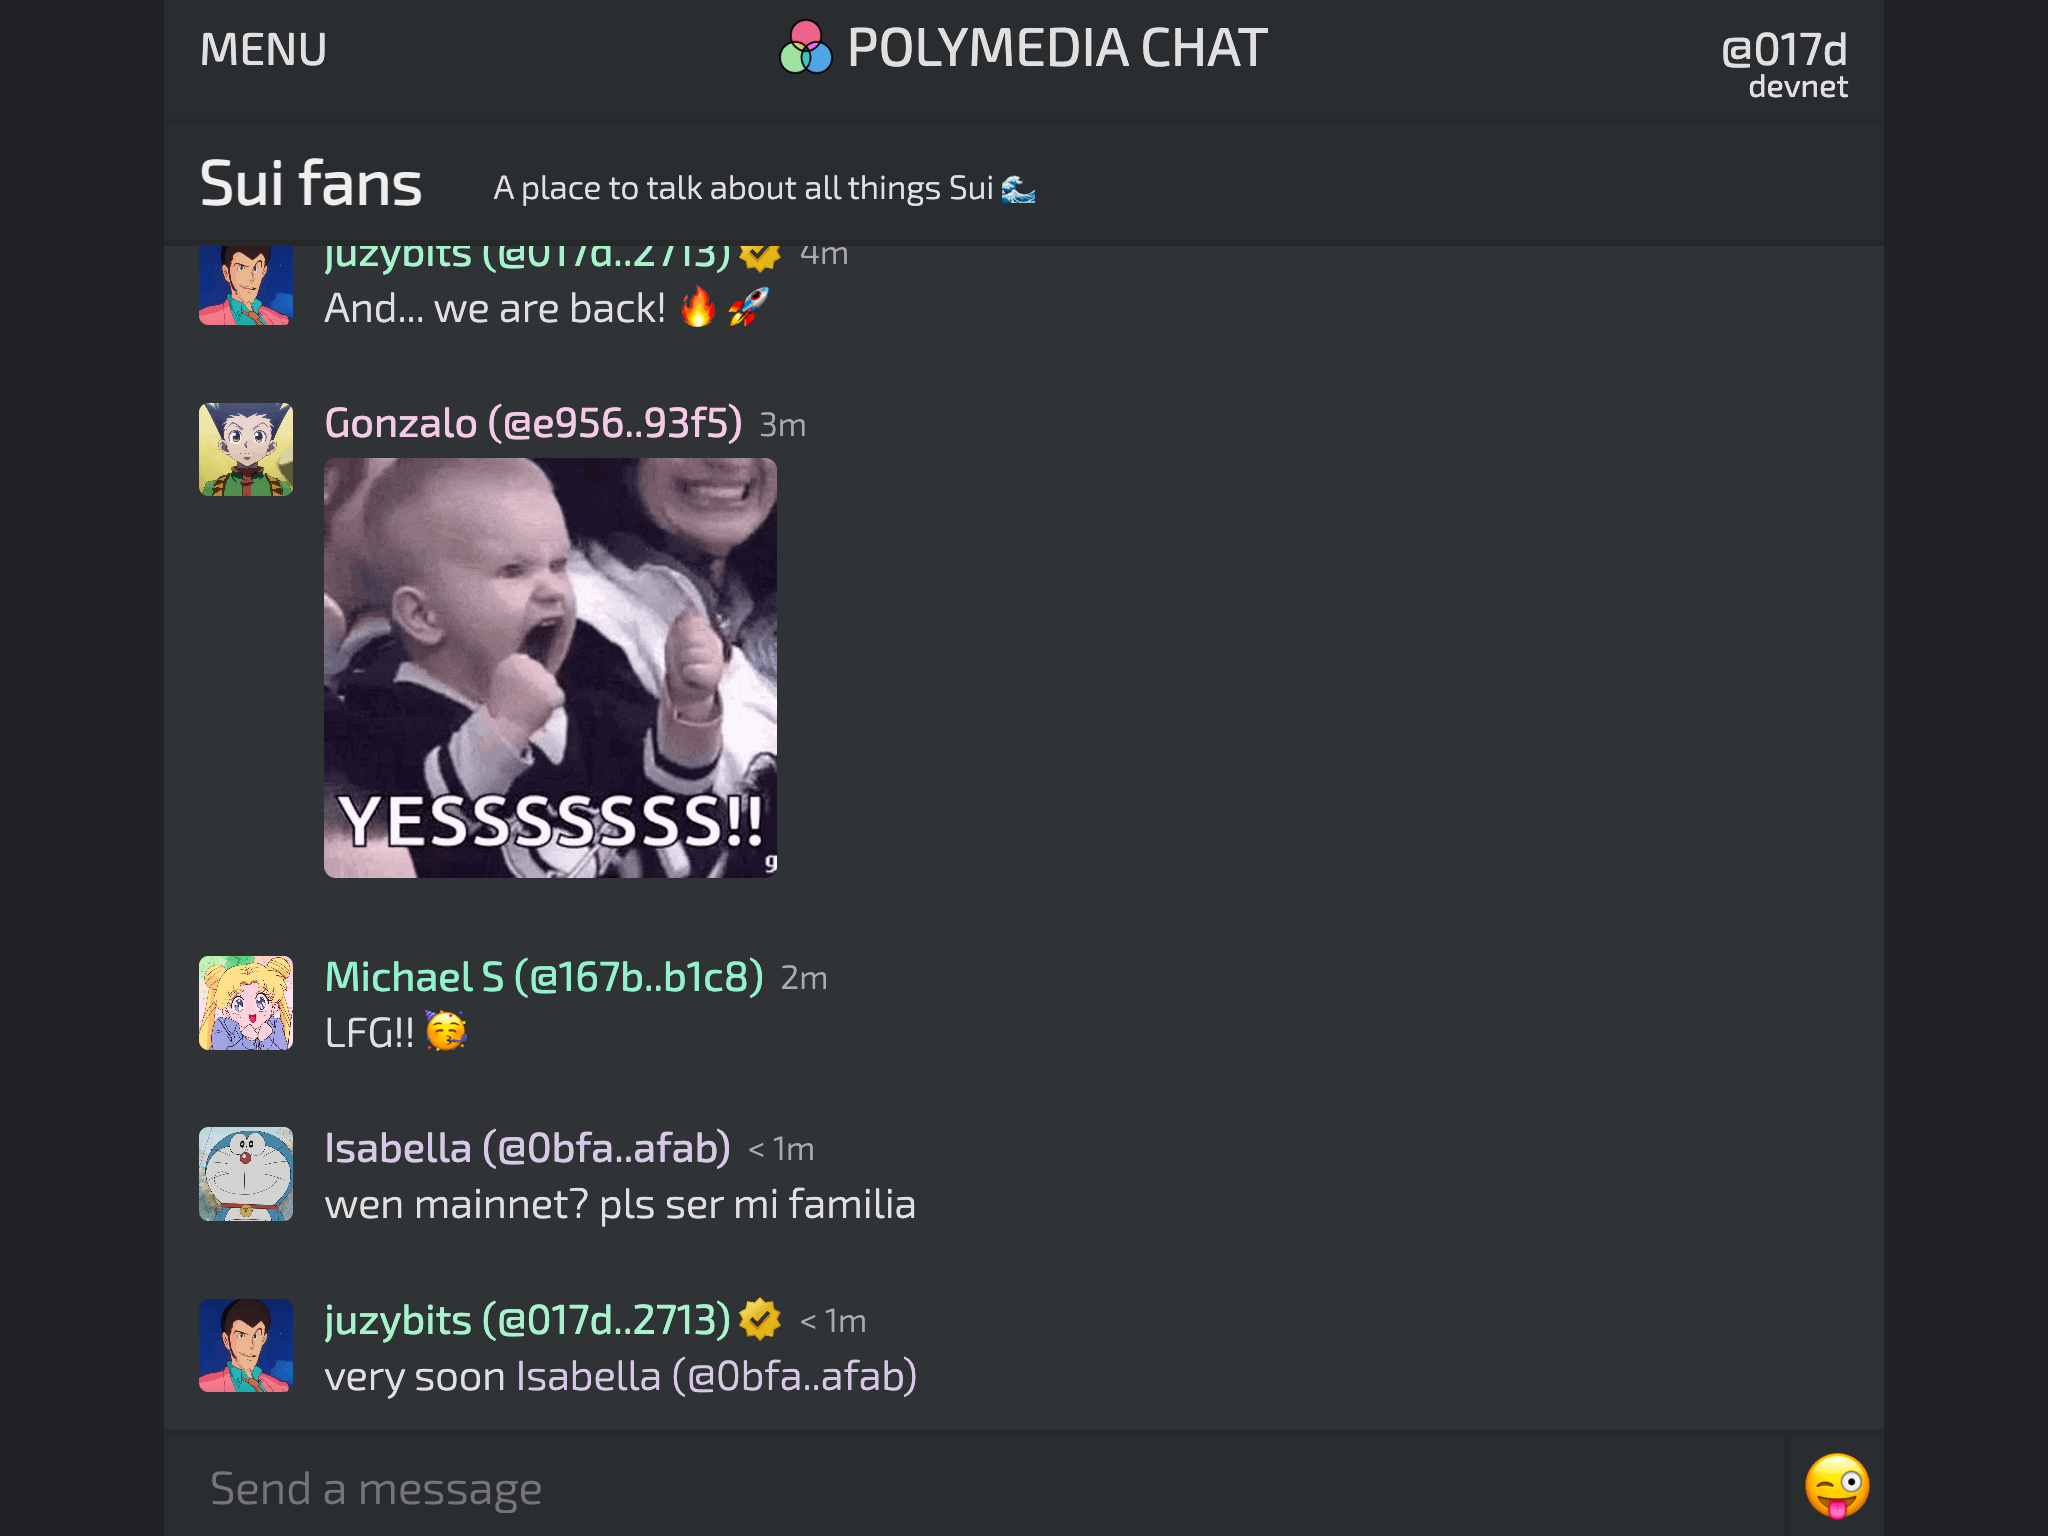 MENU
POLYMEDIA CHAT
@017d
devnet
Sui fans
A place to talk about all things Sui 🌊
juzybits (@017d..2713) 4m
And... we are back! 🔥 🚀
Gonzalo (@e956..93f5) 3m
YESSSSSSS!!
g
Michael S (@167b..b1c8) 2m
LFG!! 🥳
Isabella (@0bfa..afab) < 1m
wen mainnet? pls ser mi familia
juzybits (@017d..2713) < 1m
very soon Isabella (@0bfa..afab)
Send a message